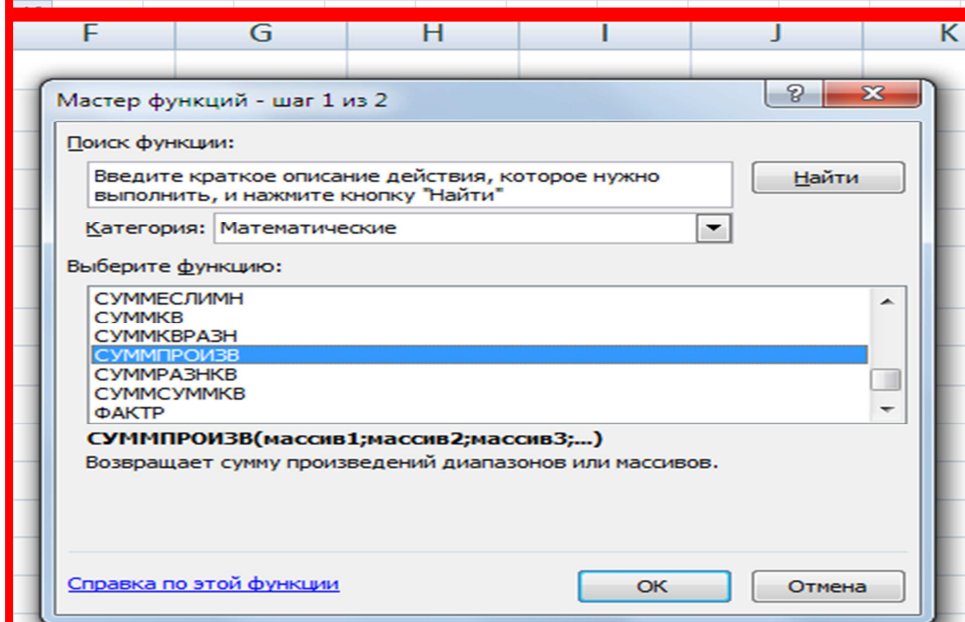 F G H I J K
Мастер функций - шаг 1 из 2
Поиск функции:
Введите краткое описание действия, которое нужно
выполнить, и нажмите кнопку "Найти"
Найти
Категория: Математические
Выберите функцию:
СУММЕСЛИМН
СУММКВ
СУММКВРАЗН
СУММПРОИЗВ
СУММРАЗНКВ
СУММСУММКВ
ФАКТР
СУММПРОИЗВ(массив1;массив2;массив3;...)
Возвращает сумму произведений диапазонов или массивов.
Справка по этой функции
ОК Отмена